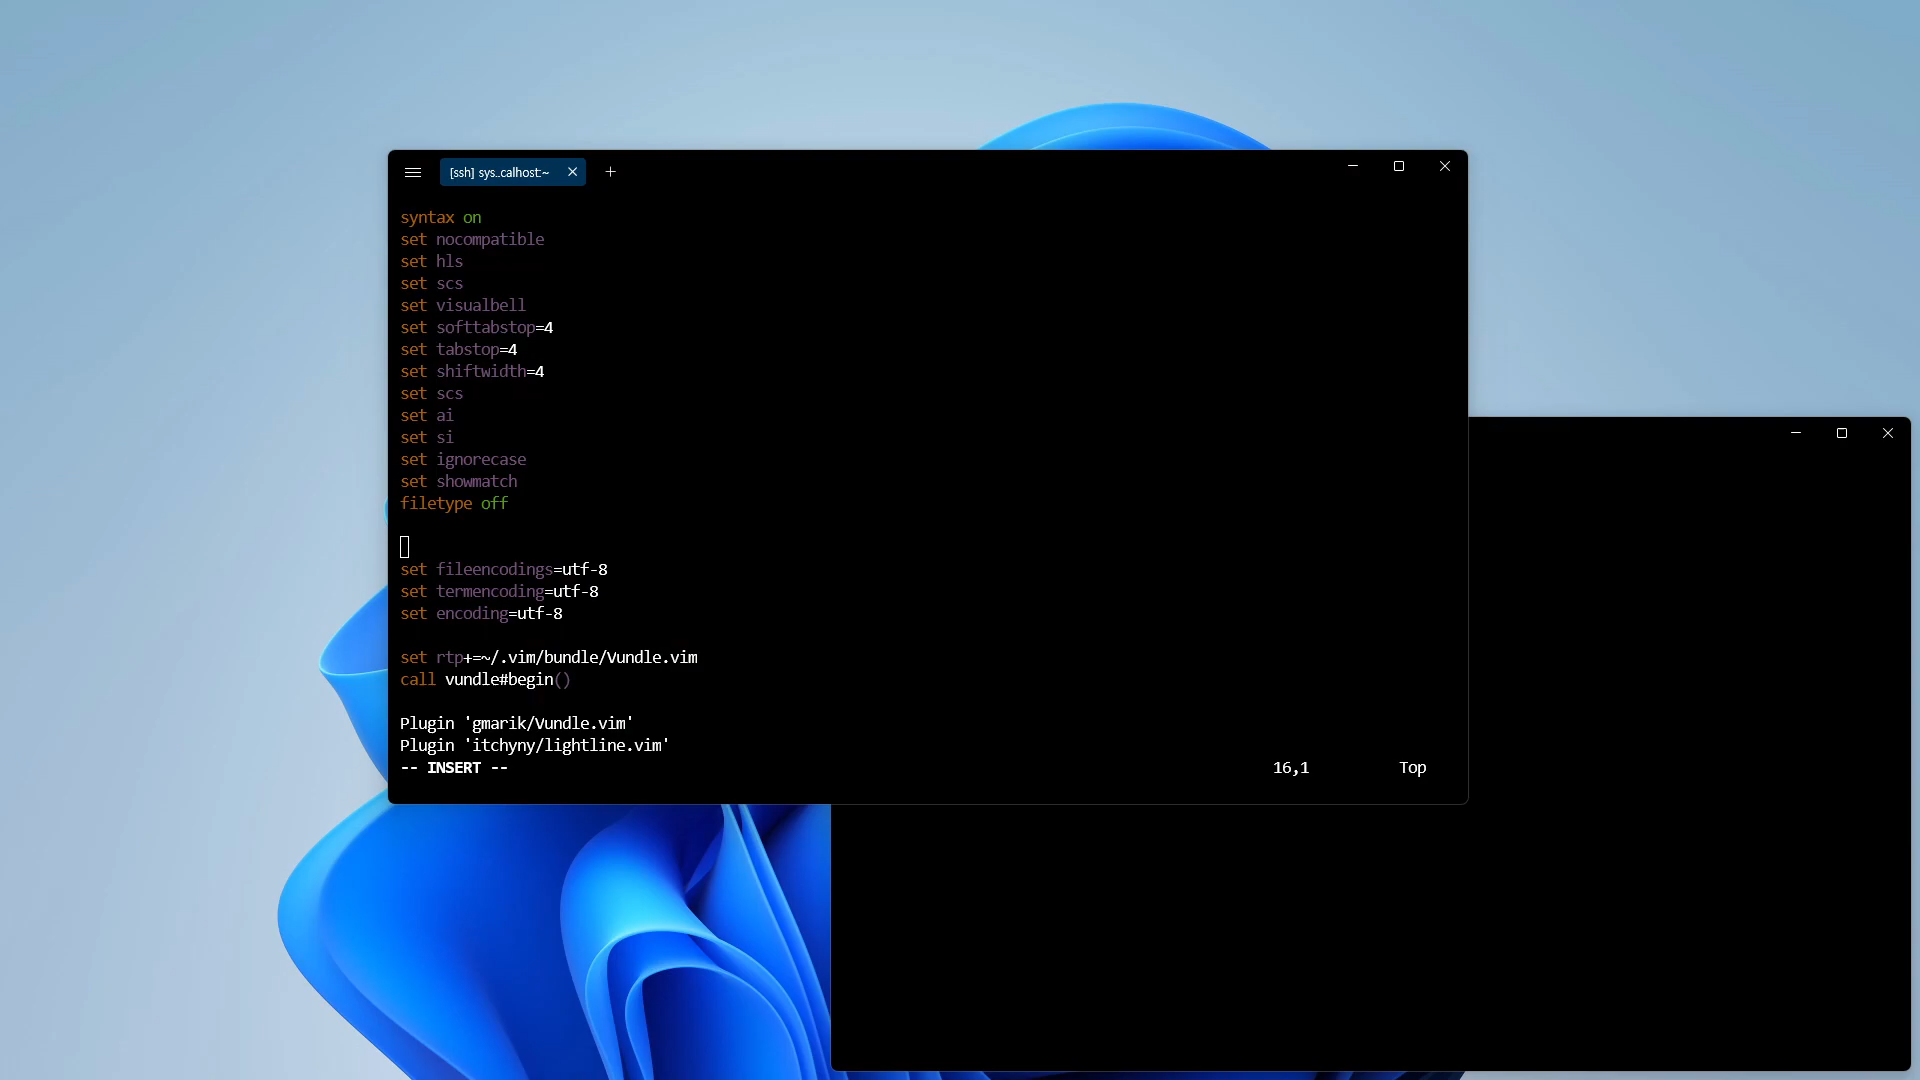 [ssh] sys..calhost:~
syntax on
set nocompatible
set hls
set scs
set visualbell
set softtabstop=4
set tabstop=4
set shiftwidth=4
set scs
set ai
set si
set ignorecase
set showmatch
filetype off
set fileencodings=utf-8
set termencoding=utf-8
set encoding=utf-8
set rtp+=~/.vim/bundle/Vundle.vim
call vundle#begin()
Plugin 'gmarik/Vundle.vim'
Plugin 'itchyny/lightline.vim'
-- INSERT -- 16,1 Top